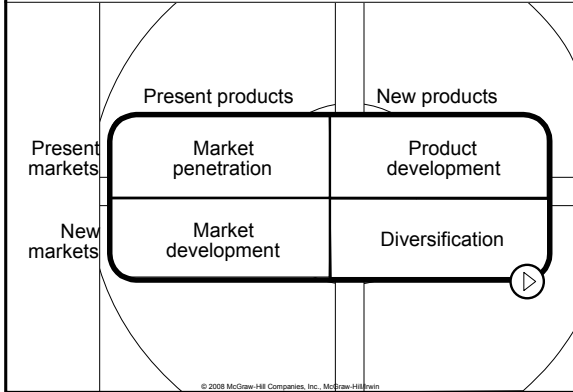 Present products New products
Present
markets
Market
penetration
Product
development
New
markets
Market
development
Diversification
© 2008 McGraw-Hill Companies, Inc., McGraw-Hill/Irwin